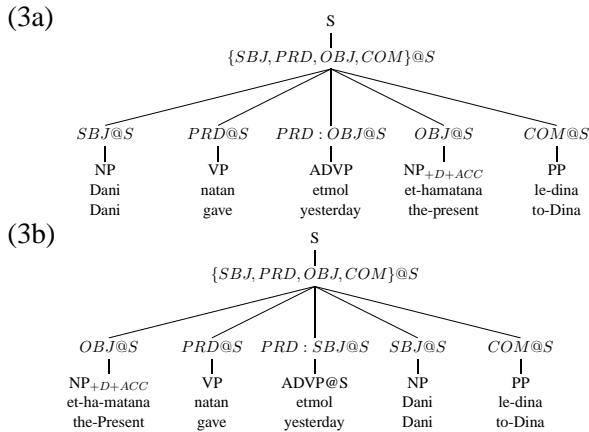 (3a)
S
{SBJ, PRD, OBJ, COM}@S
SBJ@S PRD@S PRD : OBJ@S OBJ@S COM@S
NP VP ADVP NP+D+ACC PP
Dani natan etmol et-hamatana le-dina
Dani gave yesterday the-present to-Dina
(3b)
S
{SBJ, PRD, OBJ, COM}@S
OBJ@S PRD@S PRD : SBJ@S SBJ@S COM@S
NP+D+ACC VP ADVP@S NP PP
et-ha-matana natan etmol Dani le-dina
the-Present gave yesterday Dani to-Dina